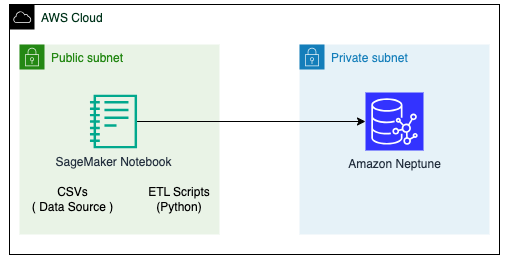 AWS Cloud
Public subnet
Private subnet
SageMaker Notebook
Amazon Neptune
CSVs
( Data Source )
ETL Scripts
(Python)